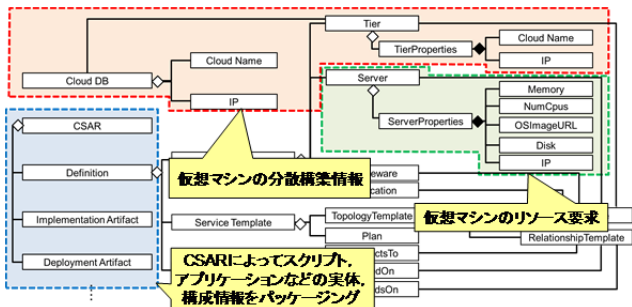 Tier
Cloud Name
TierProperties
IP
Cloud Name
Cloud DB
IP
Server
Memory
NumCpus
ServerProperties
OSImageURL
Disk
IP
CSAR
Definition
仮想マシンの分散構築情報
eware
cation
仮想マシンのリソース要求
Implementation Artifact
Service Template
TopologyTemplate
Plan
RelationshipTemplate
ctsTo
Deployment Artifact
dOn
dsOn
CSARによってスクリプト,
アプリケーションなどの実体,
構成情報をパッケージング